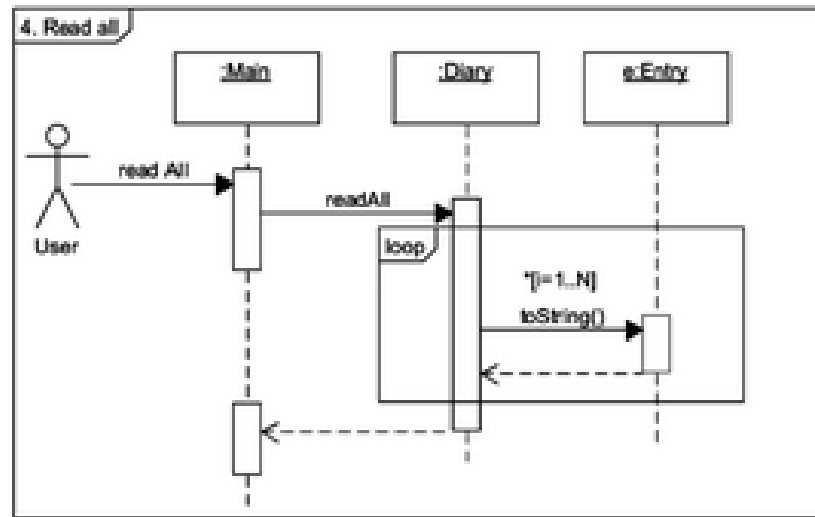 4. Read all
:Main
:Diary
e:Entry
read All
readAll
User
loop
*[i=1..N]
toString()